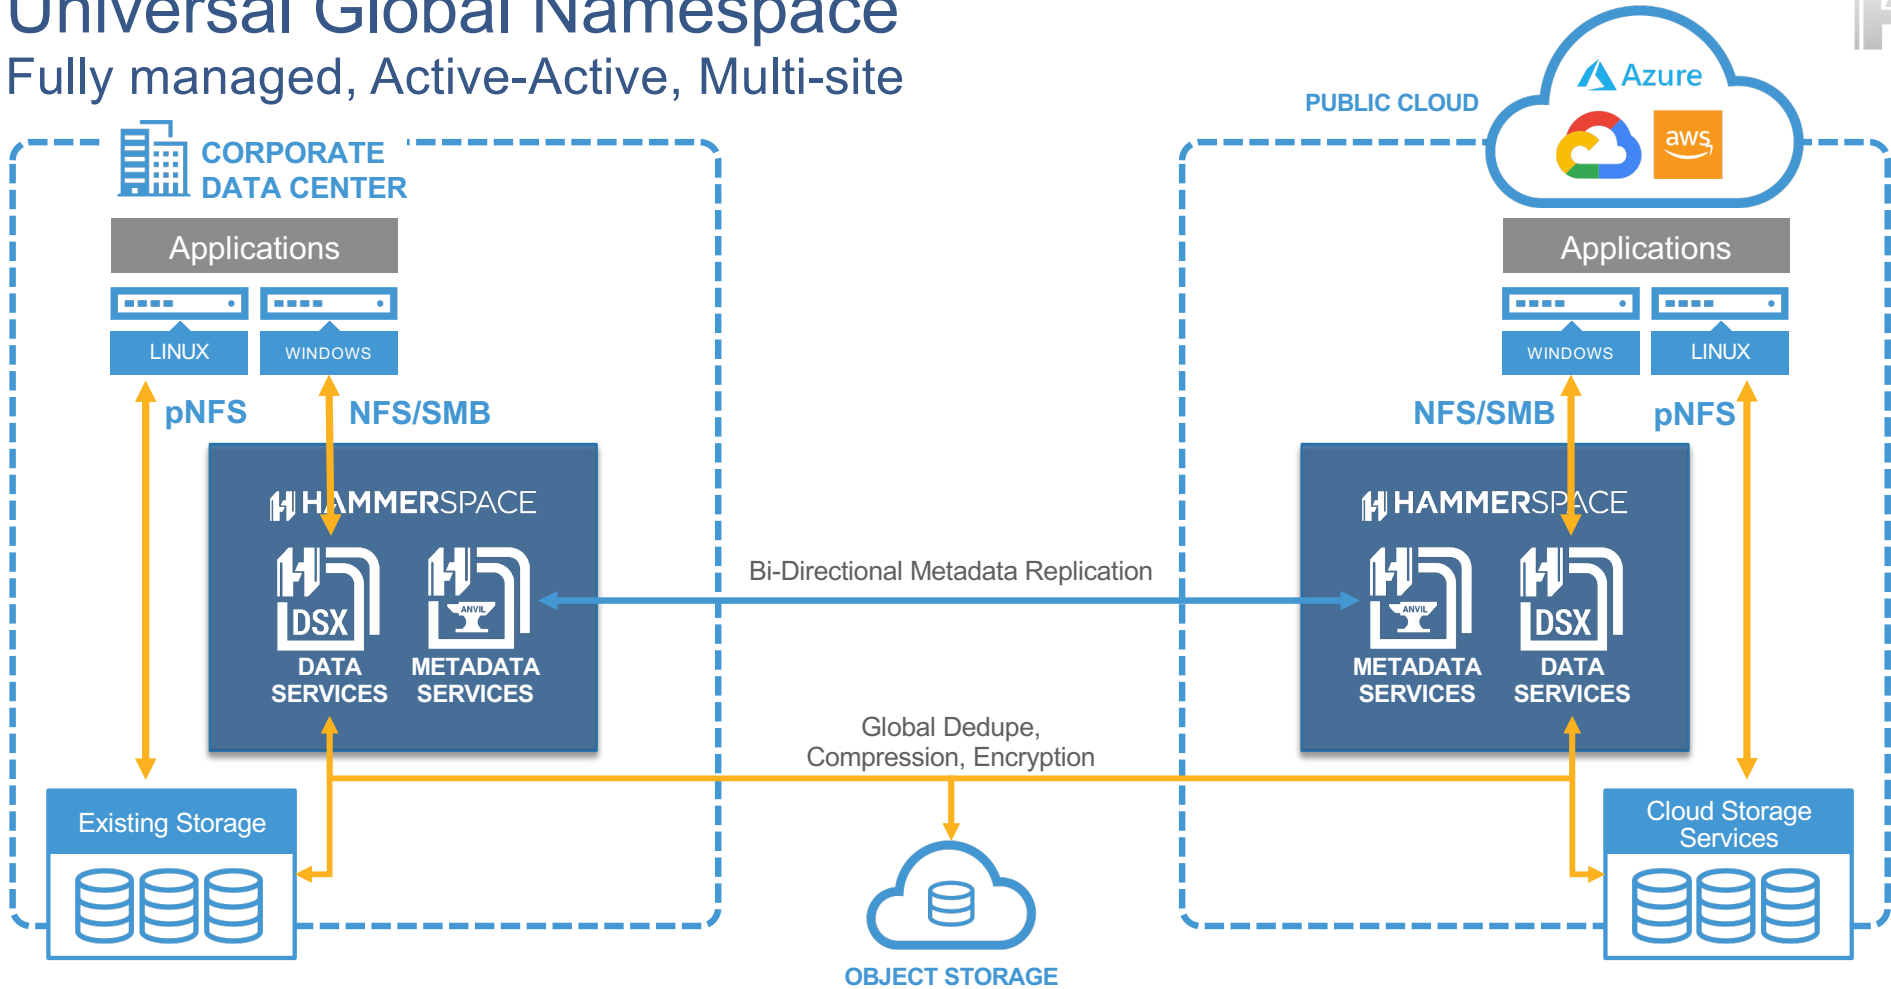 Universal Global Namespace
Fully managed, Active-Active, Multi-site
CORPORATE
DATA CENTER
Applications
LINUX
WINDOWS
pNFS
NFS/SMB
HAMMERSPACE
DSX
ANVIL
DATA
SERVICES
METADATA
SERVICES
Existing Storage
Bi-Directional Metadata Replication
Global Dedupe,
Compression, Encryption
OBJECT STORAGE
PUBLIC CLOUD
Azure
aws
Applications
WINDOWS
LINUX
NFS/SMB
pNFS
HAMMERSPACE
ANVIL
DSX
METADATA
SERVICES
DATA
SERVICES
Cloud Storage
Services